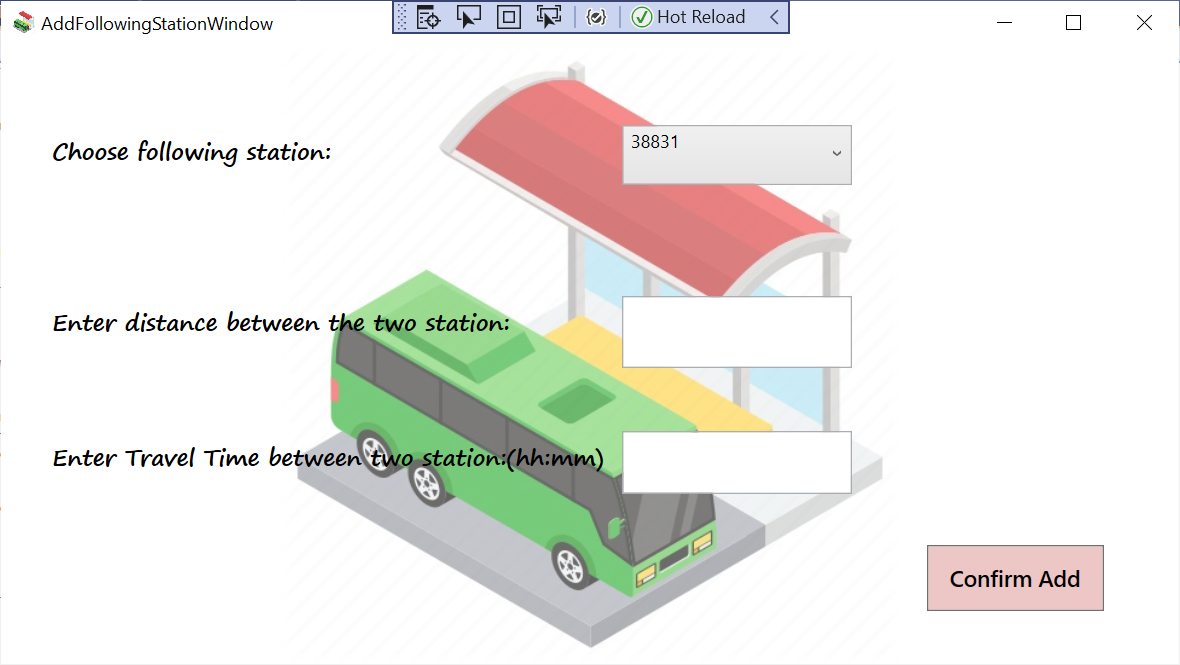 AddFollowingStationWindow
Hot Reload
Choose following station:
38831
Enter distance between the two station:
Enter Travel Time between two station:(hh:mm)
Confirm Add